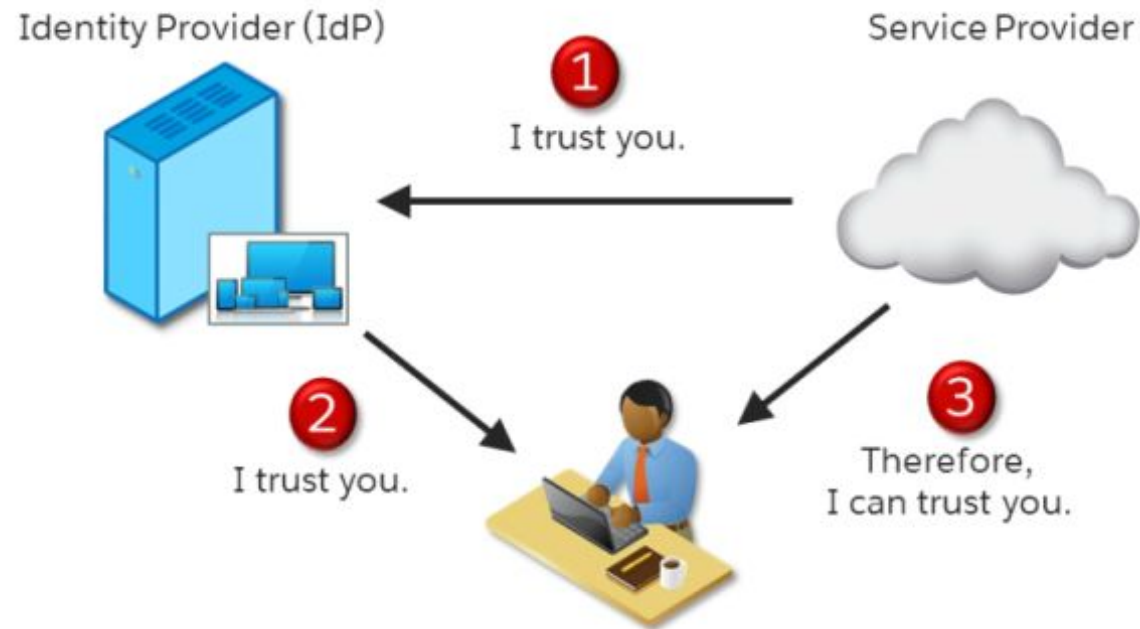 Identity Provider (IdP)
Service Provider
1
I trust you.
2
I trust you.
3
Therefore,
I can trust you.